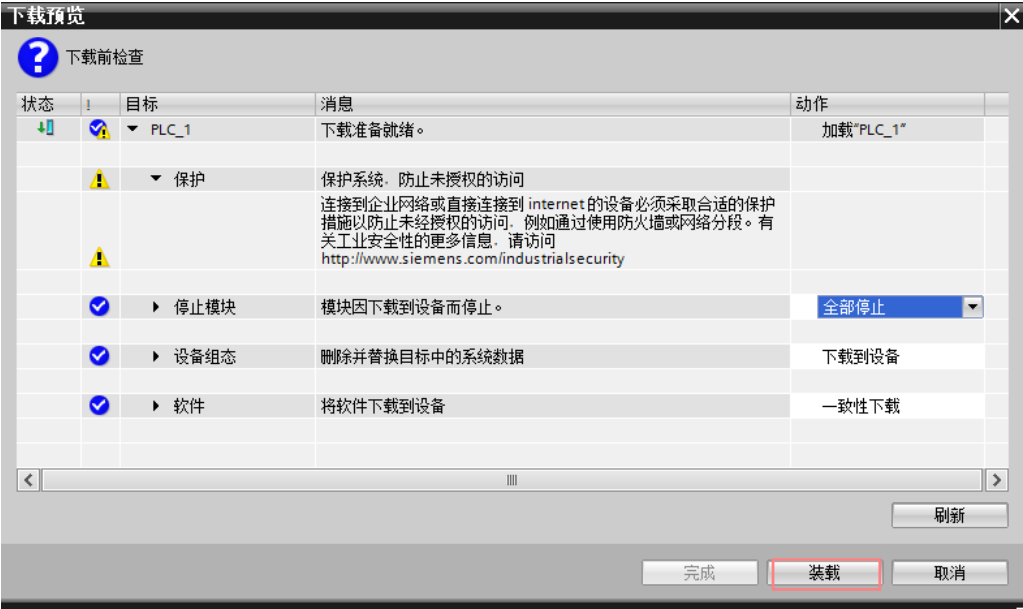 下载预览
下载前检查
状态 ! 目标 消息 动作
PLC_1 下载准备就绪。 加载"PLC_1"
保护 保护系统，防止未授权的访问
连接到企业网络或直接连接到 internet 的设备必须采取合适的保护
措施以防止未经授权的访问，例如通过使用防火墙或网络分段。有
关工业安全性的更多信息，请访问
http://www.siemens.com/industrialsecurity
停止模块 模块因下载到设备而停止。 全部停止
设备组态 删除并替换目标中的系统数据 下载到设备
软件 将软件下载到设备 一致性下载
刷新
完成 装载 取消